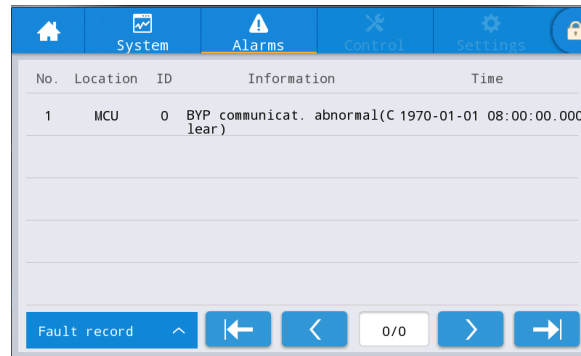 System Alarms Control Settings
No. Location ID Information Time
1 MCU 0 BYP communicat. abnormal(C 1970-01-01 08:00:00.000
lear)
Fault record 0/0